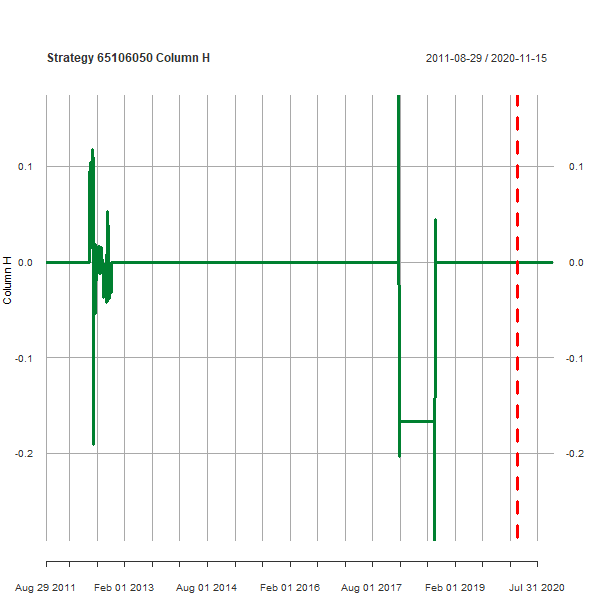 Strategy 65106050 Column H
2011-08-29 / 2020-11-15
0.1
0.1
0.0
0.0
Column H
-0.1
-0.1
-0.2
-0.2
Aug 29 2011
Feb 01 2013
Aug 01 2014
Feb 01 2016
Aug 01 2017
Feb 01 2019
Jul 31 2020